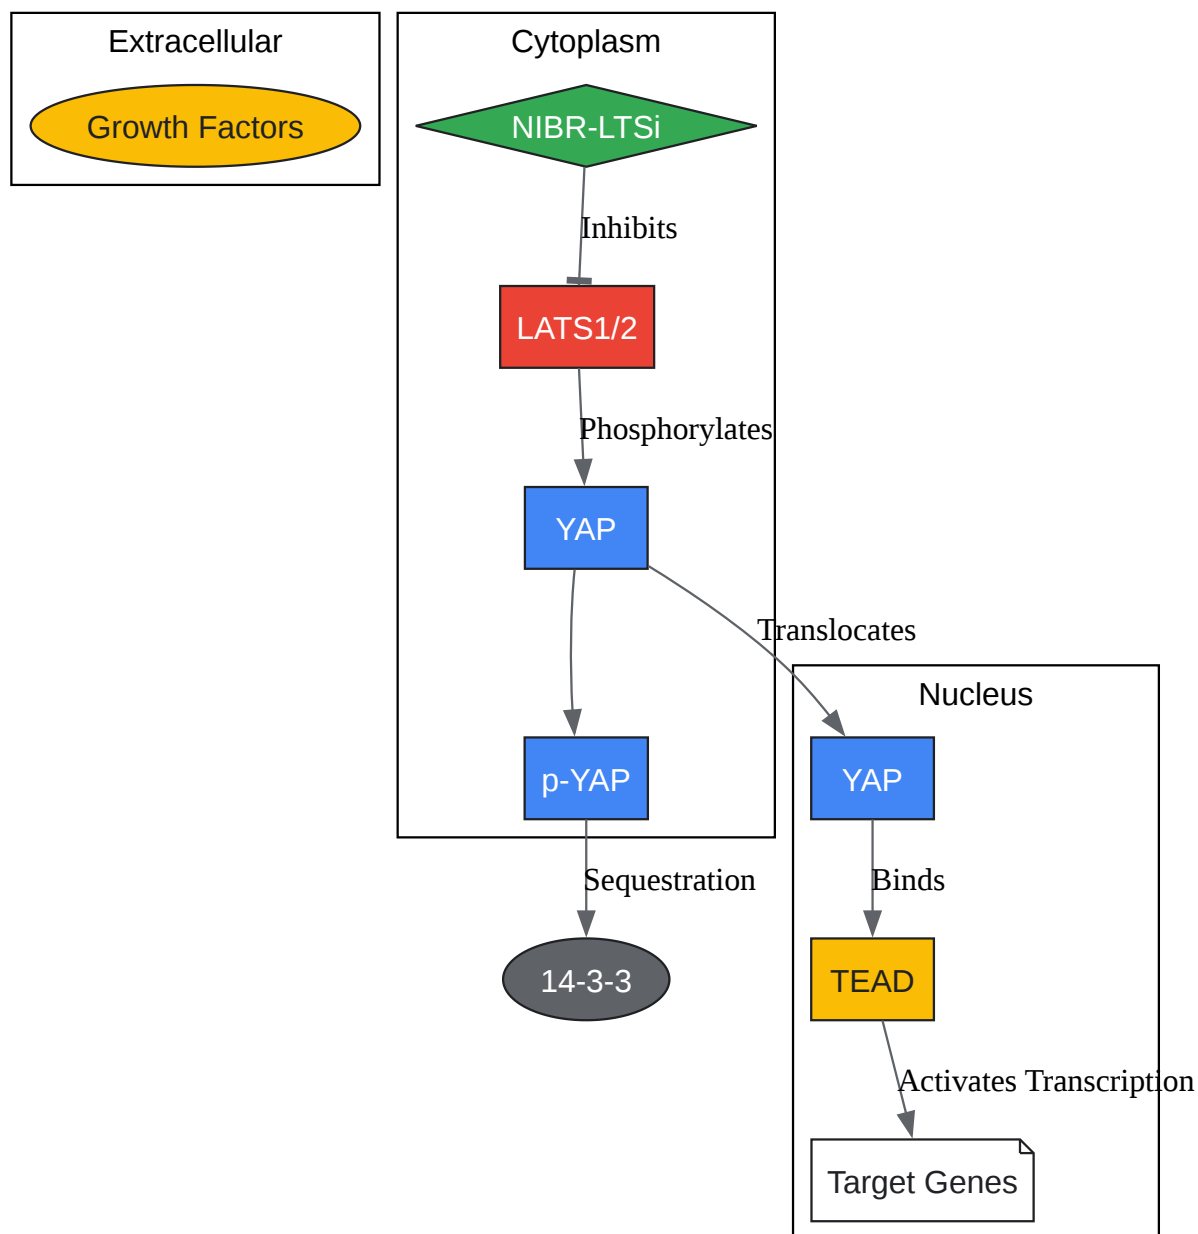 Extracellular
Growth Factors
Cytoplasm
NIBR-LTSi
Inhibits
LATS1/2
Phosphorylates
YAP
Translocates
p-YAP
Sequestration
14-3-3
Nucleus
YAP
Binds
TEAD
Activates Transcription
Target Genes